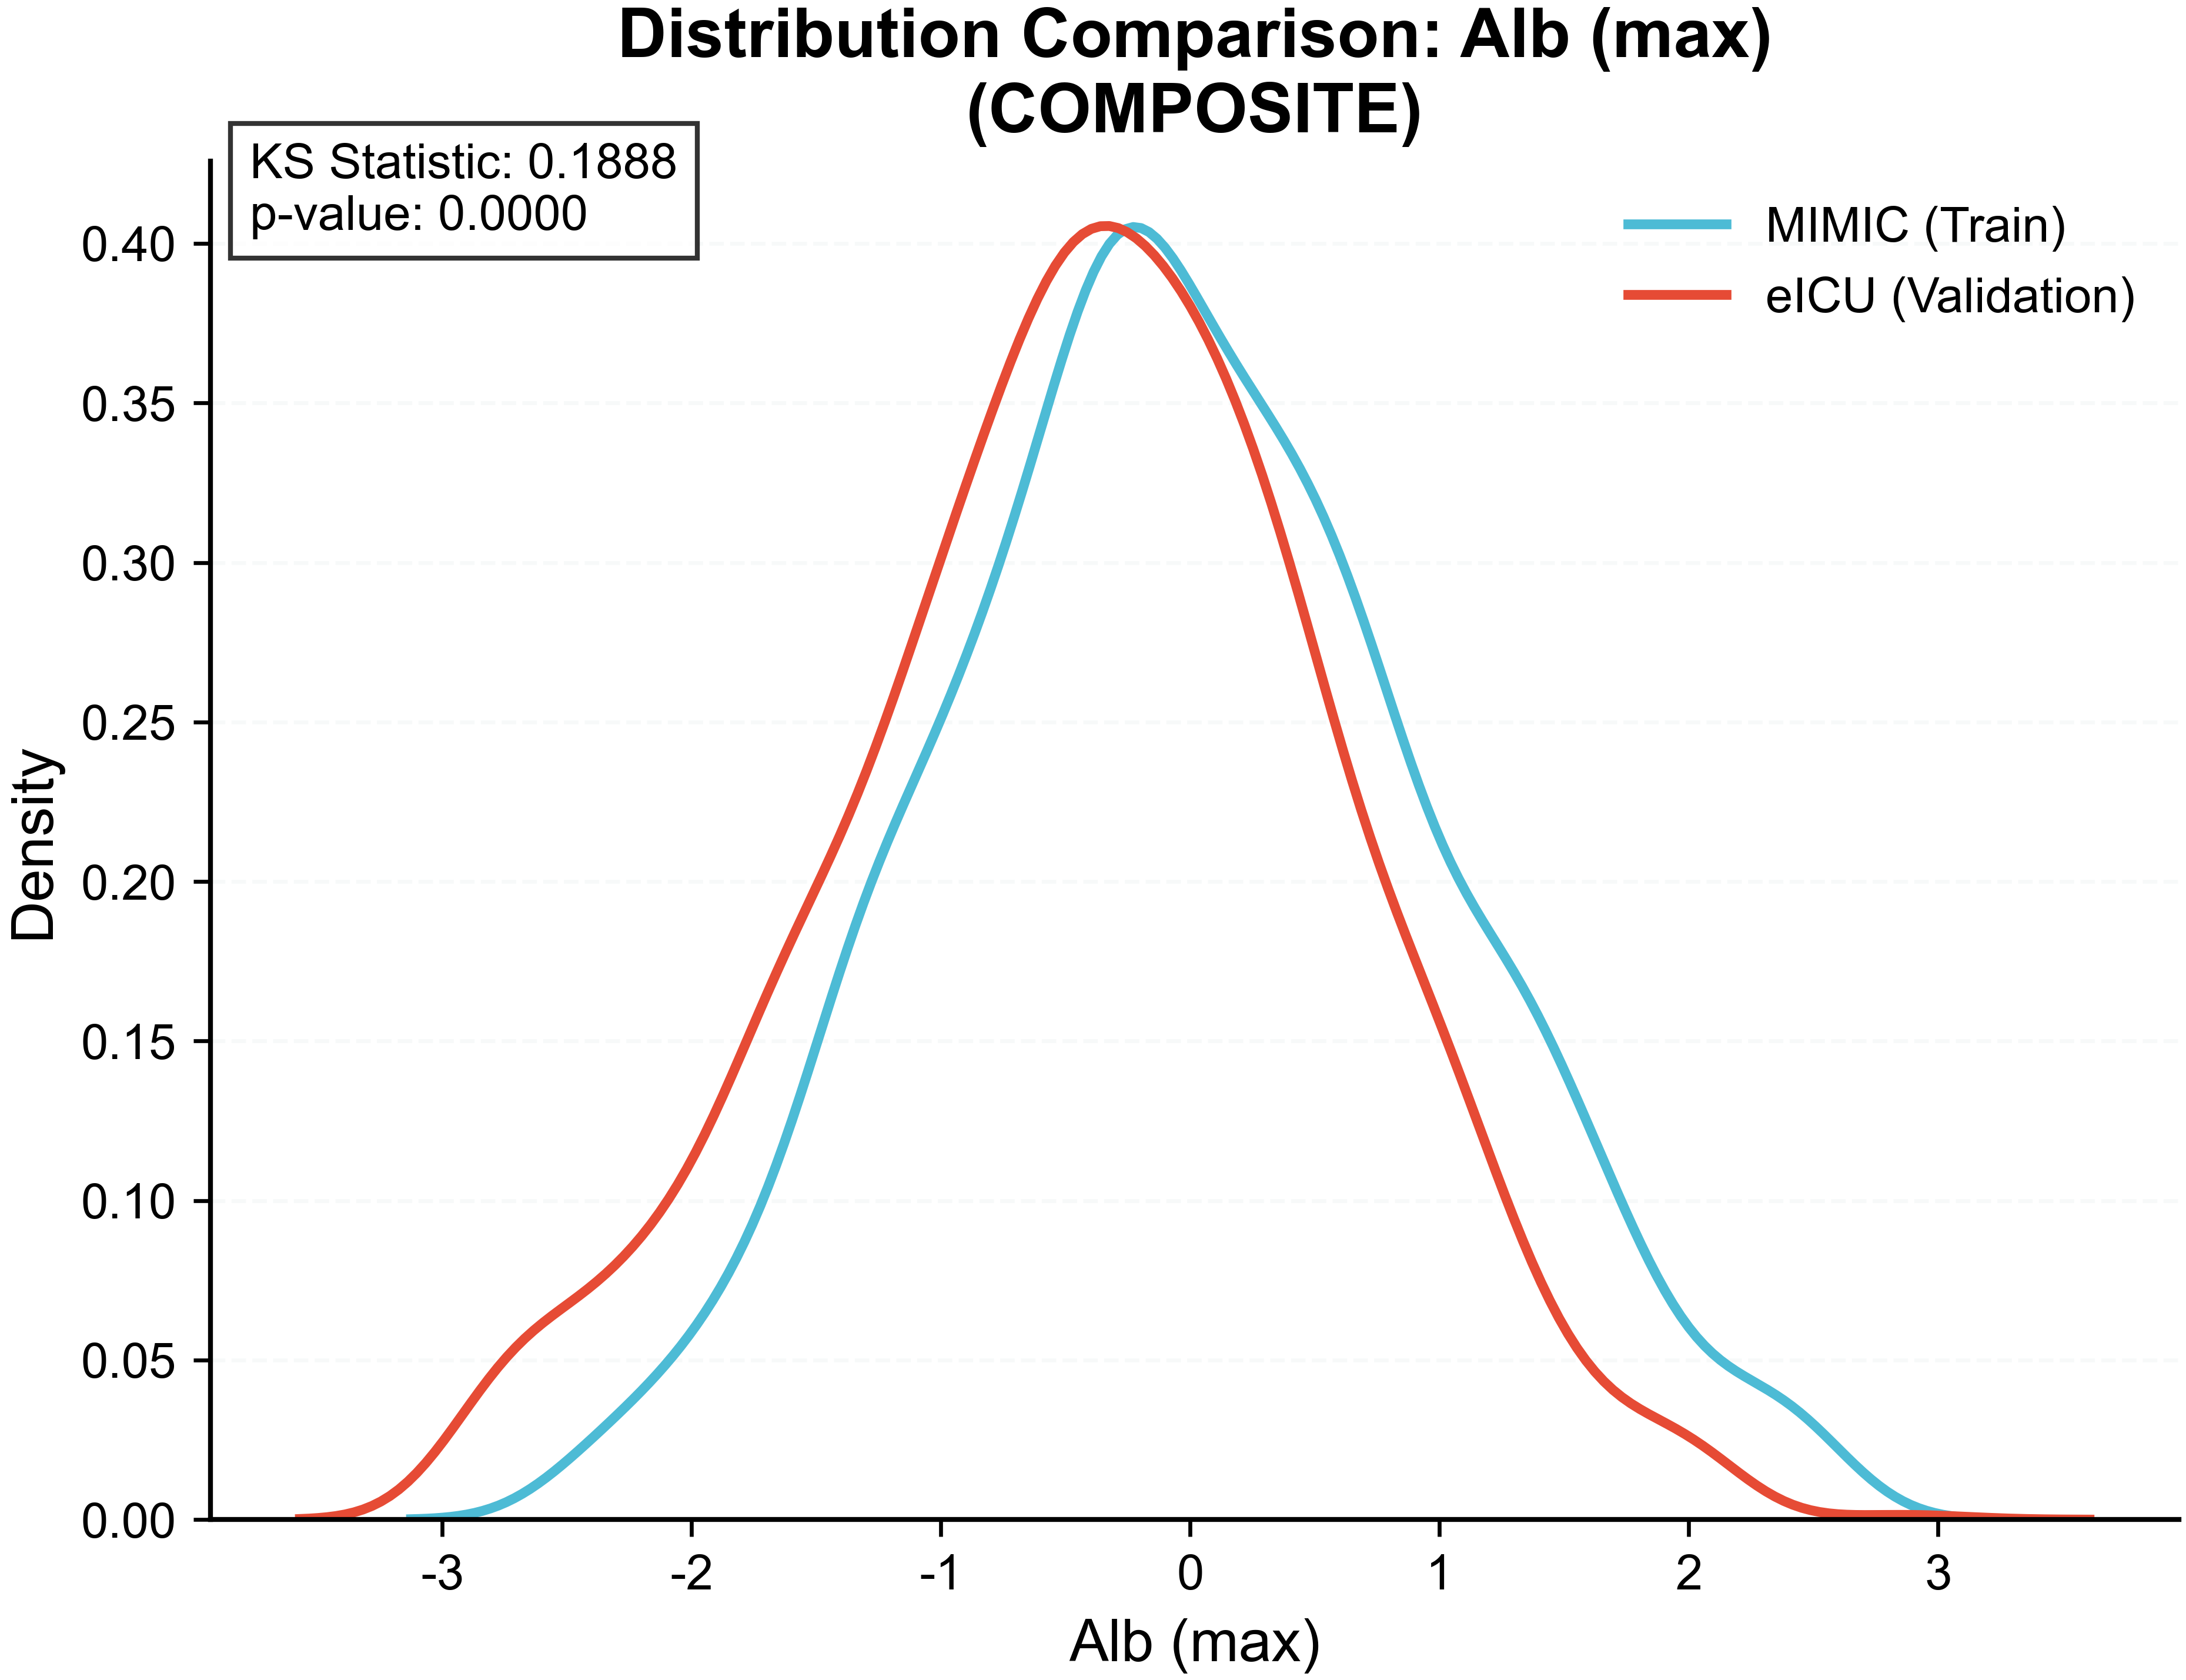 Distribution Comparison: Alb (max)
(COMPOSITE)
KS Statistic: 0.1888
p-value: 0.0000
MIMIC (Train)
eICU (Validation)
0.40
0.35
0.30
0.25
0.20
0.15
0.10
0.05
0.00
Density
-3 -2 -1 0 1 2 3
Alb (max)